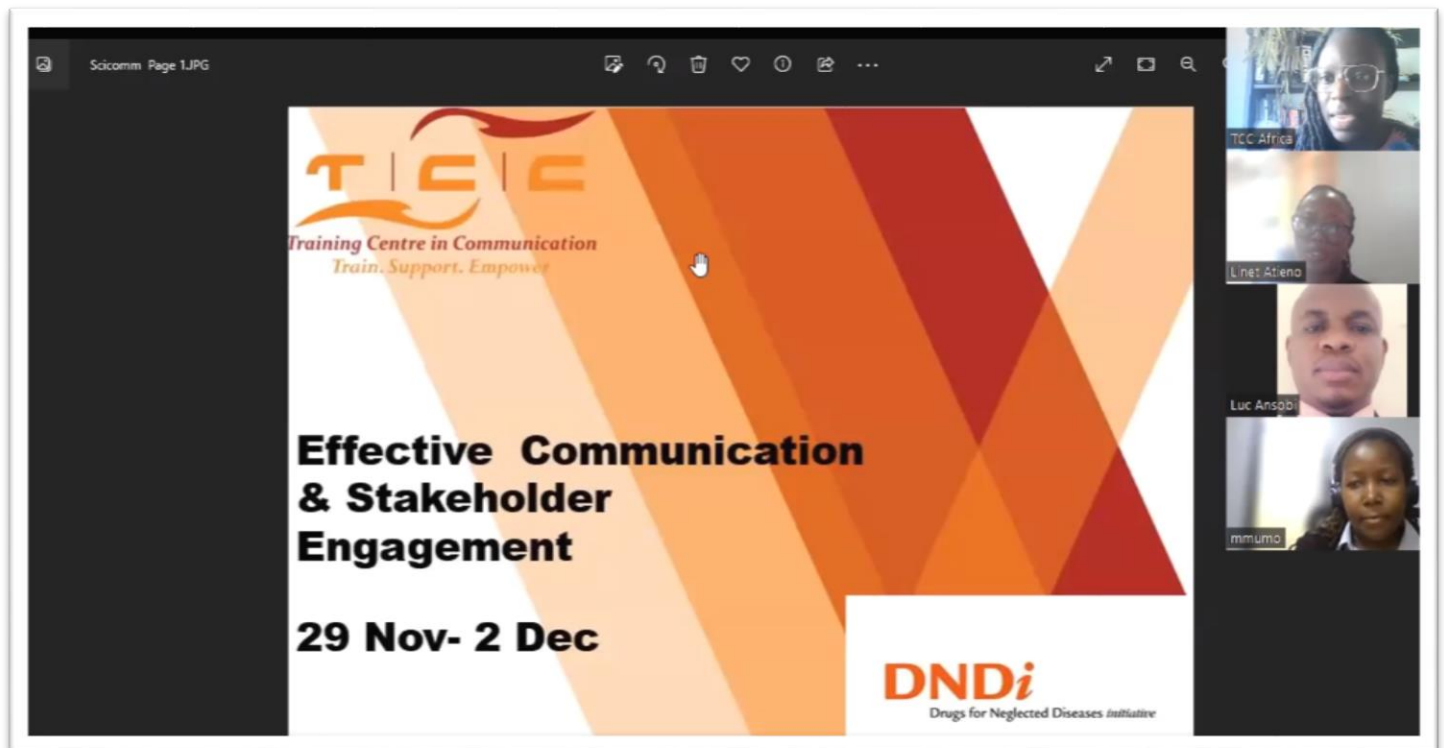 Scicomm Page 1.JPG
T|C|C
Training Centre in Communication
Train. Support. Empower
Effective Communication
& Stakeholder
Engagement
29 Nov- 2 Dec
DNDi
Drugs for Neglected Diseases initiative
TCC Africa
Linet Atieno
Luc Ansobi
mmumo